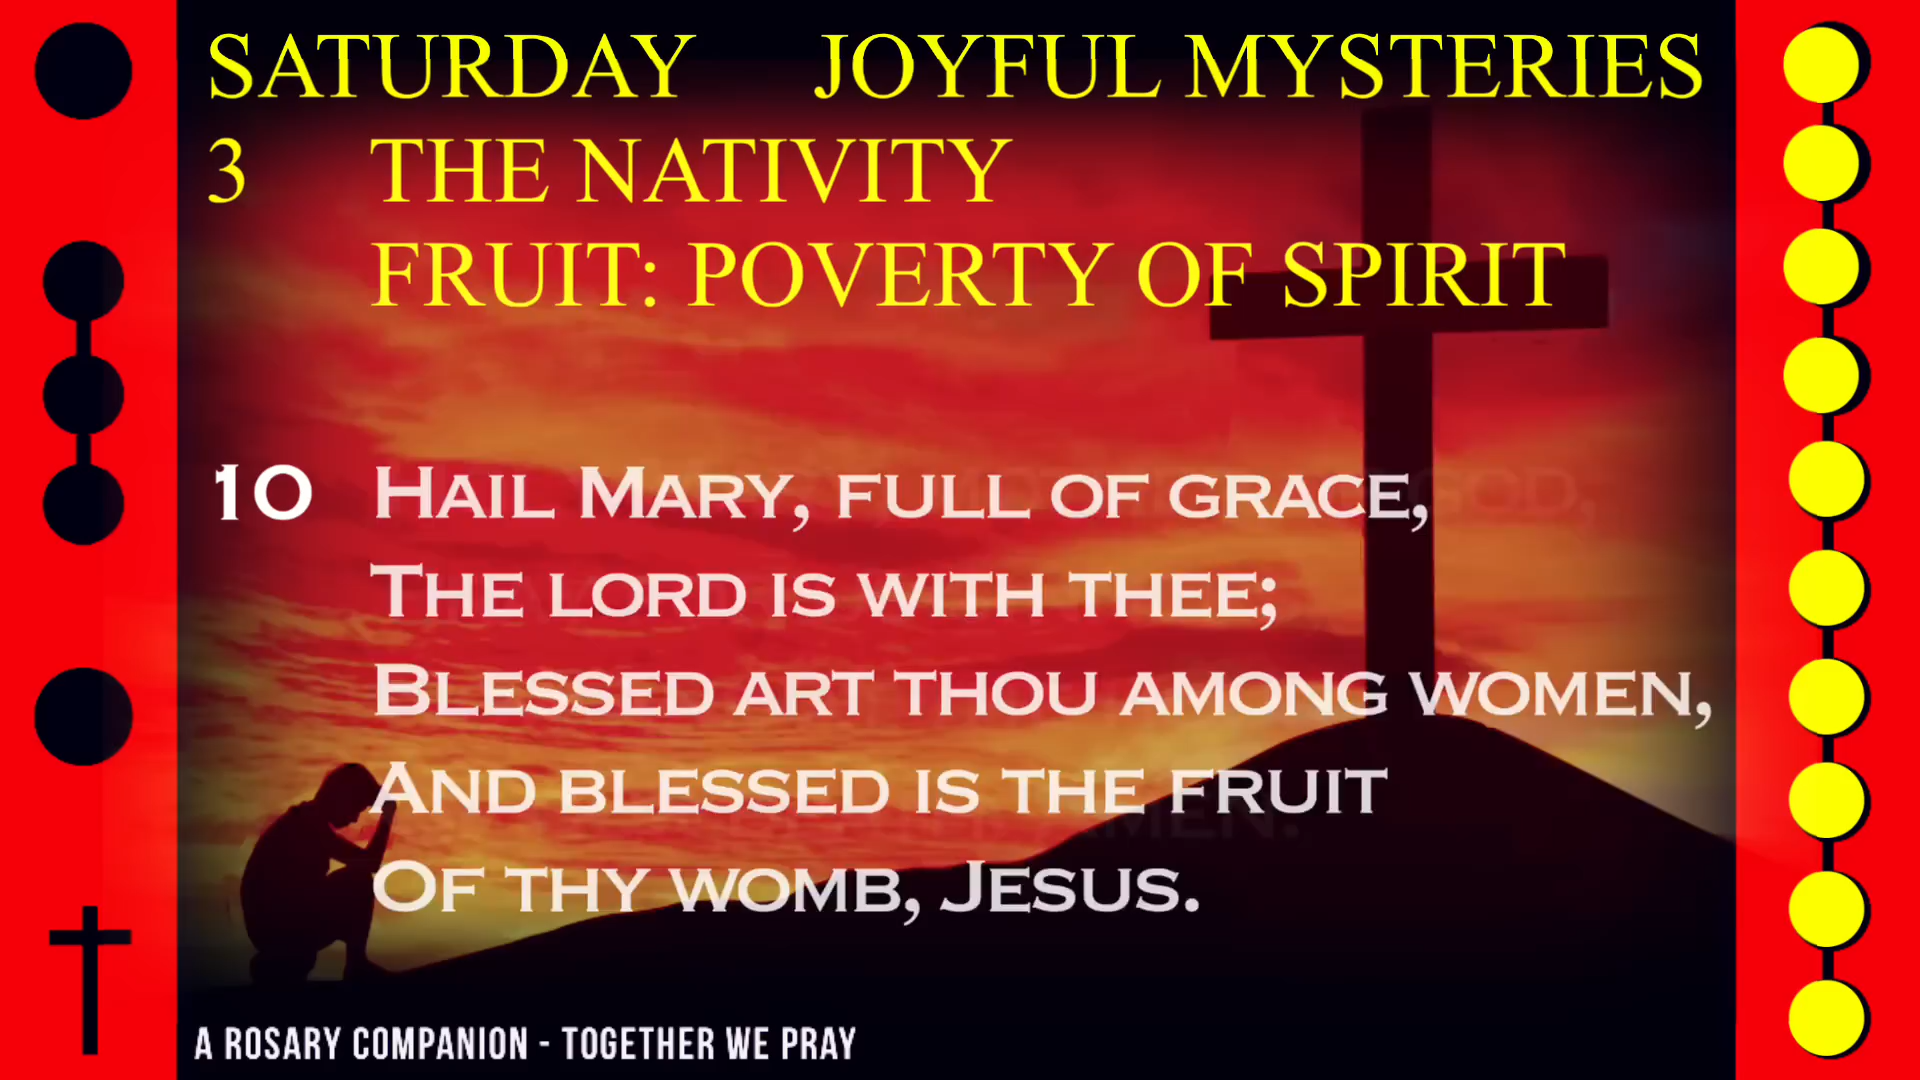 SATURDAY JOYFUL MYSTERIES
3 THE NATIVITY
FRUIT: POVERTY OF SPIRIT
10 HAIL MARY, FULL OF GRACE,
THE LORD IS WITH THEE;
BLESSED ART THOU AMONG WOMEN,
AND BLESSED IS THE FRUIT
OF THY WOMB, JESUS.
A ROSARY COMPANION - TOGETHER WE PRAY